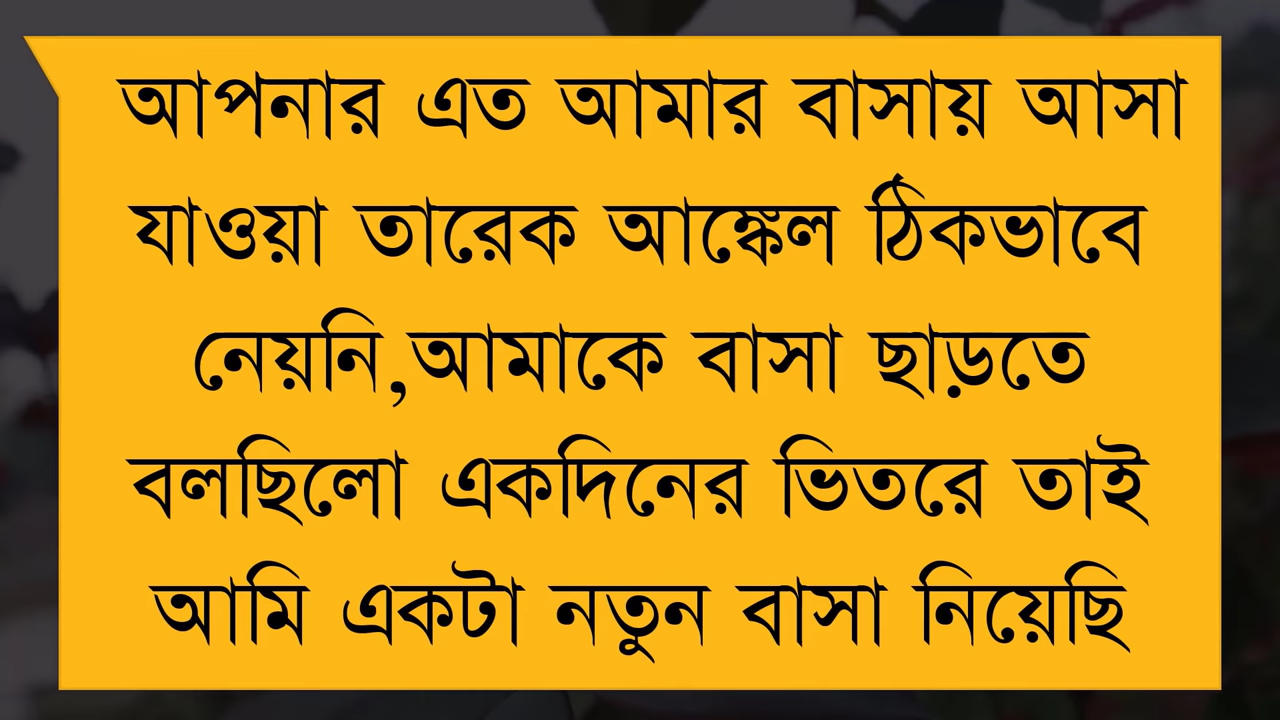 আপনার এত আমার বাসায় আসা
যাওয়া তারেক আঙ্কেল ঠিকভাবে
নেয়নি,আমাকে বাসা ছাড়তে
বলছিলো একদিনের ভিতরে তাই
আমি একটা নতুন বাসা নিয়েছি